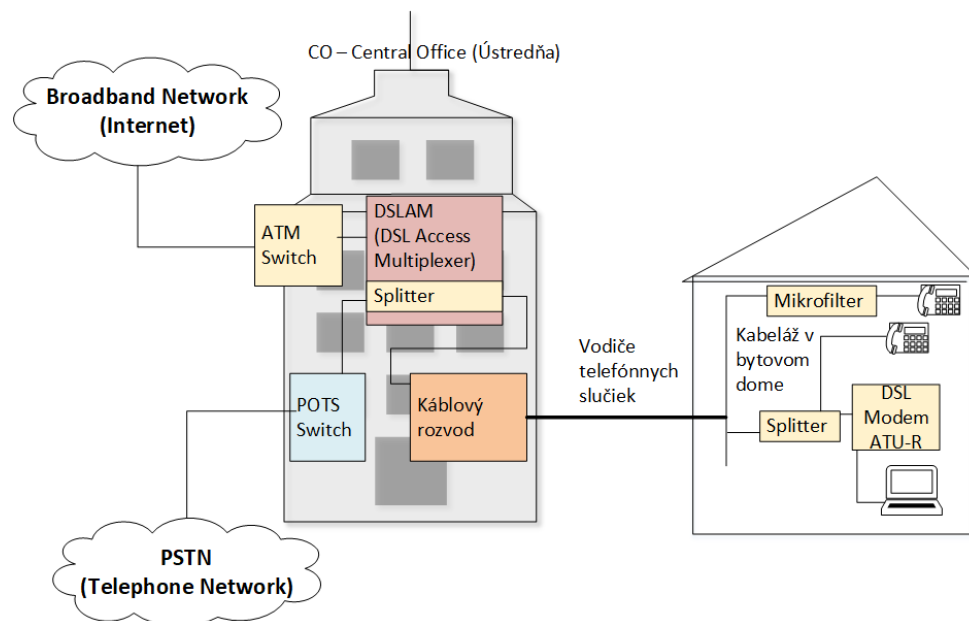 CO – Central Office (Ústredňa)
Broadband Network
(Internet)
ATM
Switch
DSLAM
(DSL Access
Multiplexer)
Splitter
POTS
Switch
Káblový
rozvod
PSTN
(Telephone Network)
Vodiče
telefónnych
slučiek
Mikrofilter
Kabeláž v
bytovom
dome
Splitter
DSL
Modem
ATU-R